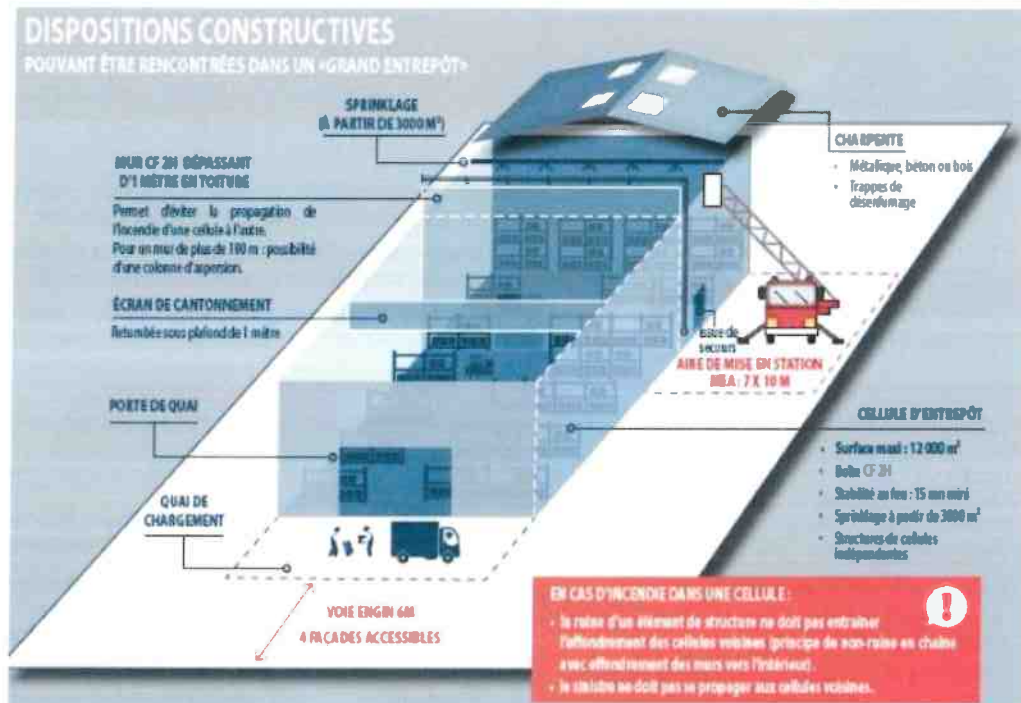 DISPOSITIONS CONSTRUCTIVES
POUVANT ÊTRE RENCONTRÉES DANS UN «GRAND ENTREPÔT»
SPRINKLAGE
(À PARTIR DE 3000 M²)
MUR CF 2H DÉPASSANT
D'1 MÈTRE EN TOITURE
Permet d'éviter la propagation de
l'incendie d'une cellule à l'autre.
Pour un mur de plus de 100 m : possibilité
d'une colonne d'aspersion.
ÉCRAN DE CANTONNEMENT
Retombée sous plafond de 1 mètre
PORTE DE QUAI
QUAI DE
CHARGEMENT
VOIE ENGIN 6M
4 FAÇADES ACCESSIBLES
CHARPENTE
• Métallique, béton ou bois
• Trappes de
désenfumage
issue de
secours
AIRE DE MISE EN STATION
MEA : 7 X 10 M
CELLULE D'ENTREPÔT
• Surface maxi : 12 000 m²
• Boîte CF 2H
• Stabilité au feu : 15 mn mini
• Sprinklage à partir de 3000 m²
• Structures de cellules
indépendantes
EN CAS D'INCENDIE DANS UNE CELLULE :
• la ruine d'un élément de structure ne doit pas entraîner
l'effondrement des cellules voisines (principe de non-ruine en chaîne
avec effondrement des murs vers l'intérieur).
• le sinistre ne doit pas se propager aux cellules voisines.
!